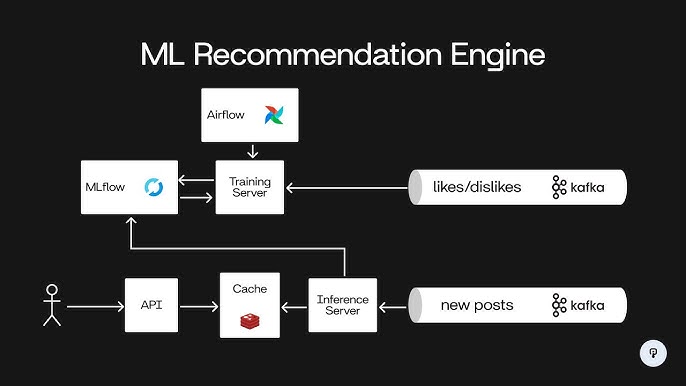 ML Recommendation Engine
Airflow
MLflow
Training
Server
likes/dislikes
kafka
API
Cache
Inference
Server
new posts
kafka